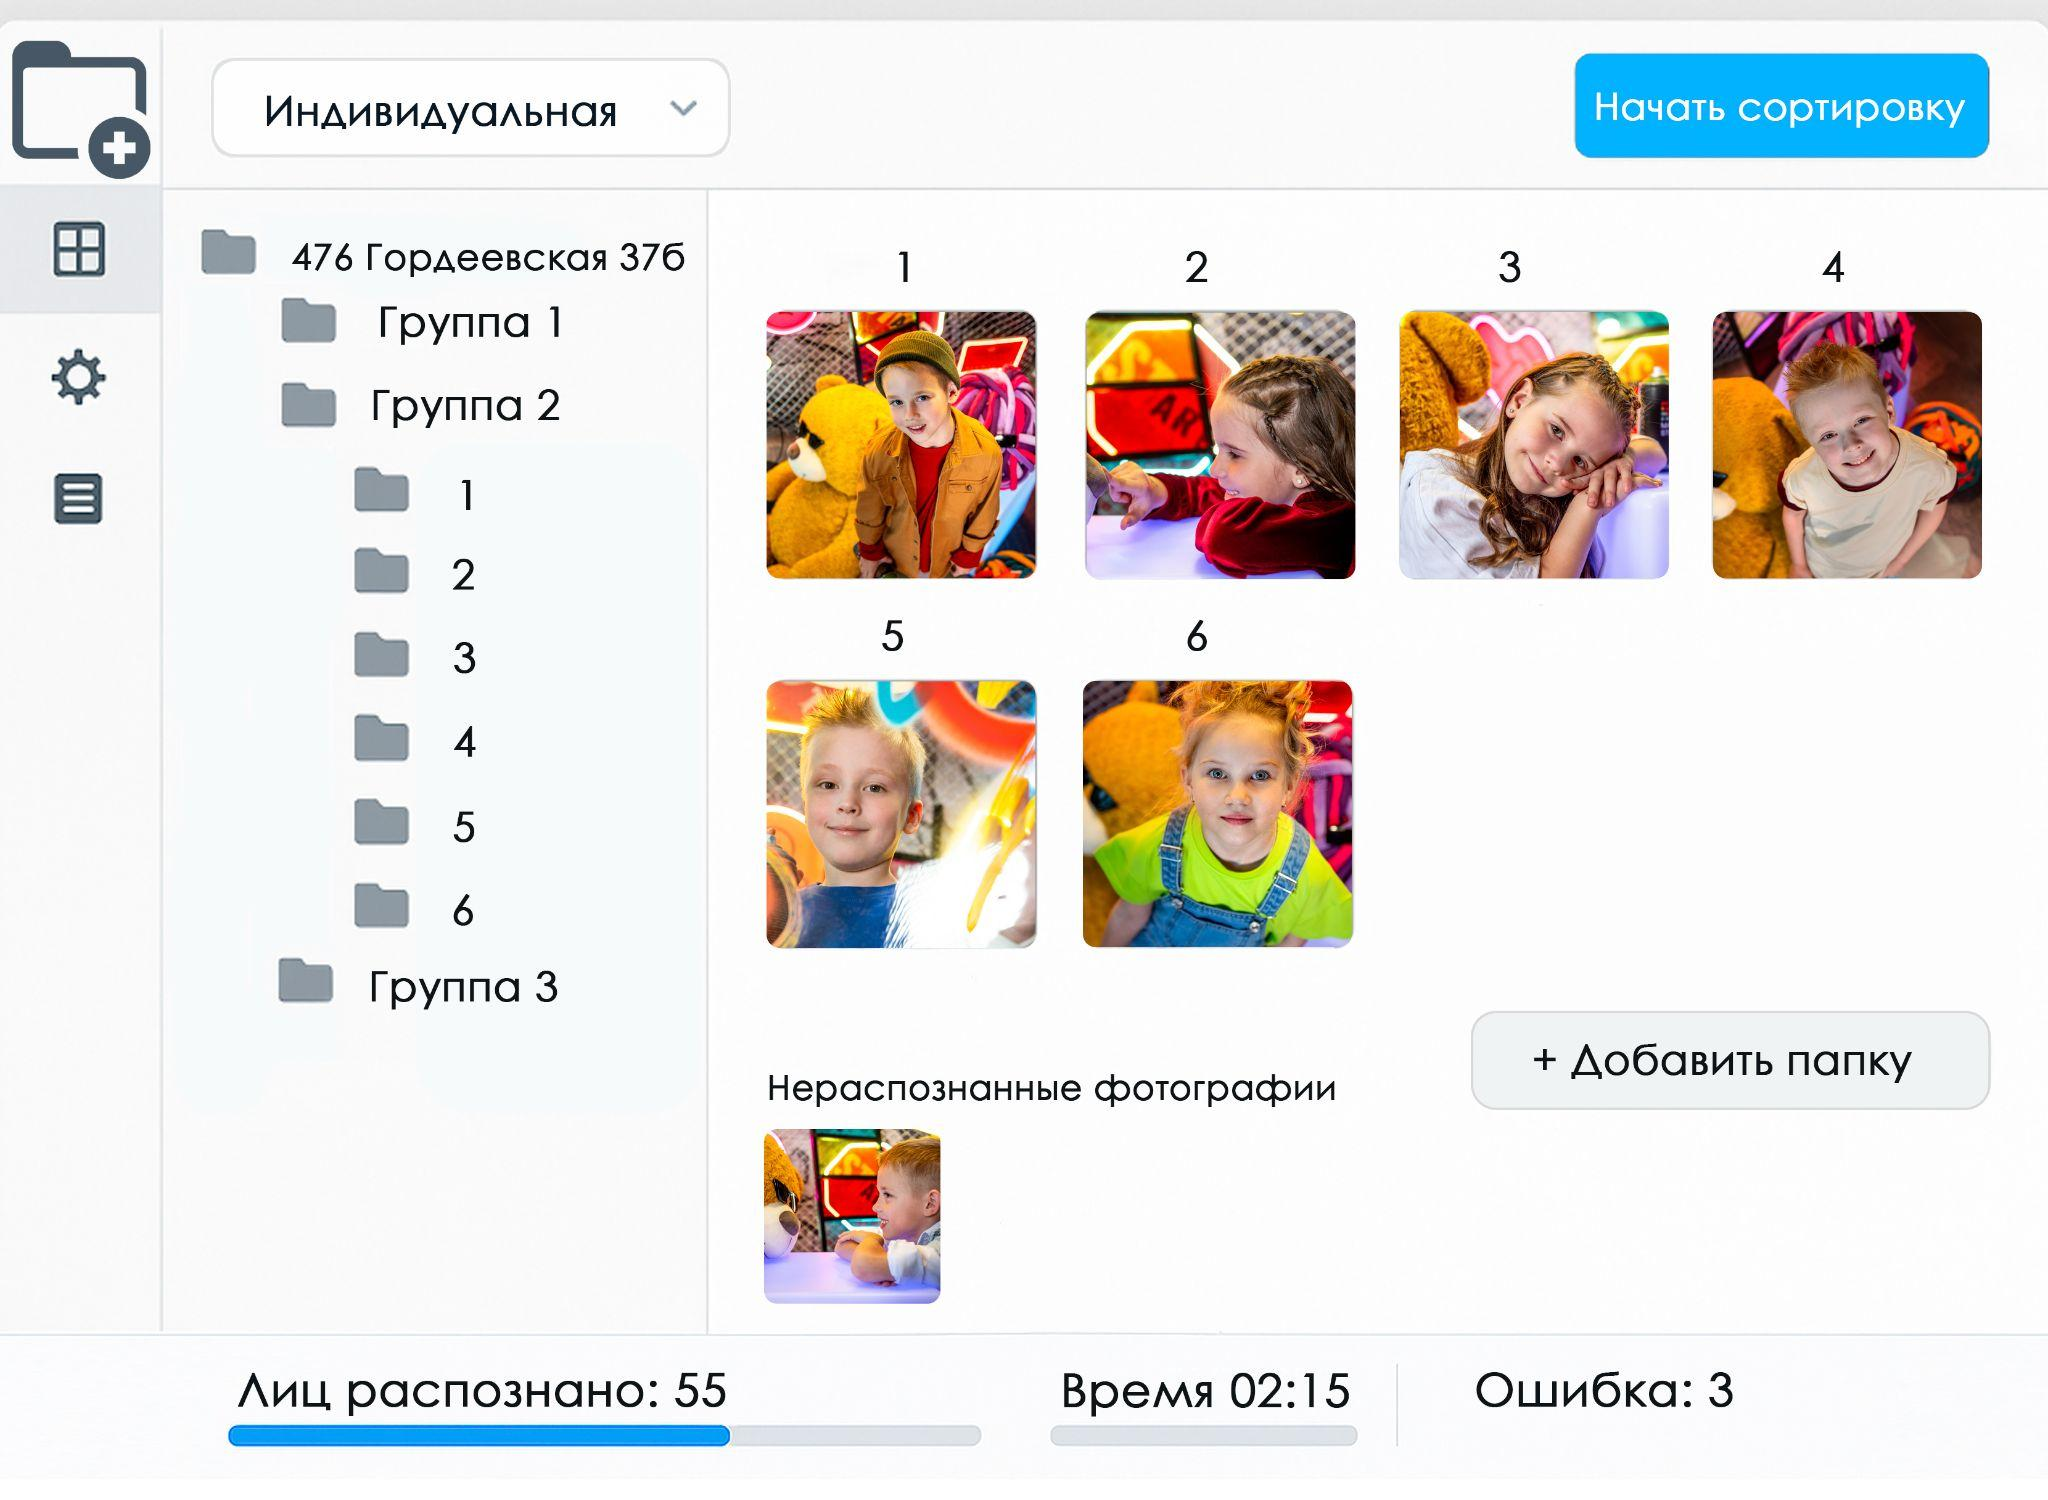 Индивидуальная
Начать сортировку
476 Гордеевская 37б
Группа 1
Группа 2
1
2
3
4
5
6
Группа 3
1
2
3
4
5
6
+ Добавить папку
Нераспознанные фотографии
Лиц распознано: 55
Время 02:15
Ошибка: 3